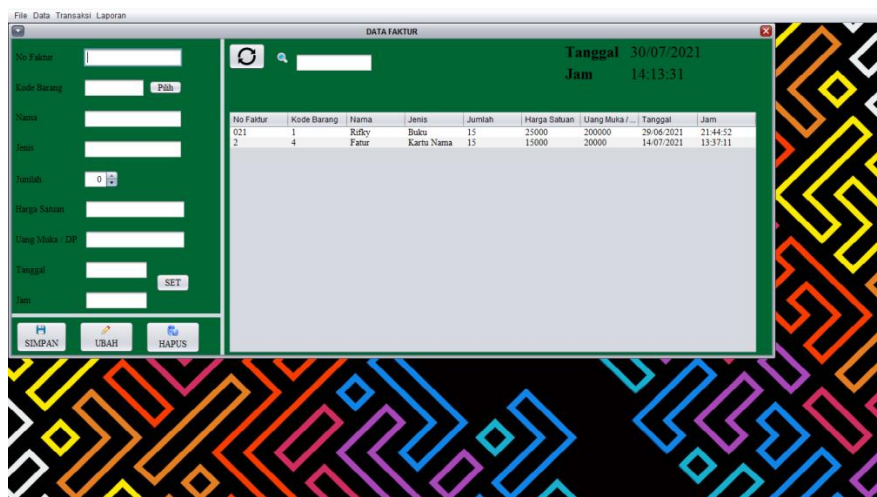 File Data Transaksi Laporan
DATA FAKTUR
No Faktur
Kode Barang Pilih
Nama
Jenis
Jumlah 0
Harga Satuan
Uang Muka / DP
Tanggal
SET
Jam
SIMPAN UBAH HAPUS
Tanggal 30/07/2021
Jam 14:13:31
No Faktur Kode Barang Nama Jenis Jumlah Harga Satuan Uang Muka / ... Tanggal Jam
021 1 Rifky Buku 15 25000 200000 29/06/2021 21:44:52
2 4 Fatur Kartu Nama 15 15000 20000 14/07/2021 13:37:11